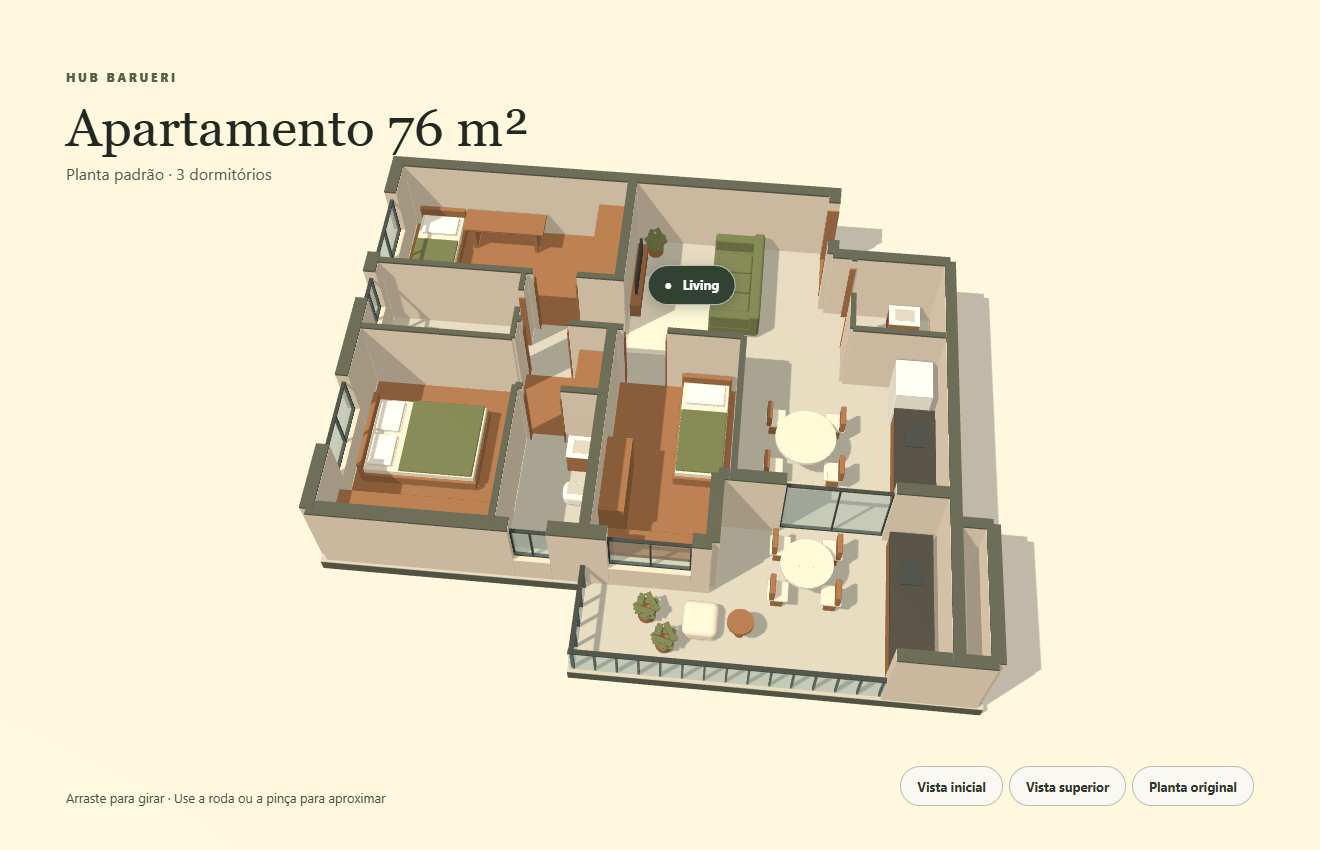 HUB BARUERI
Apartamento 76 m²
Planta padrão · 3 dormitórios
Living
Arraste para girar · Use a roda ou a pinça para aproximar
Vista inicial
Vista superior
Planta original